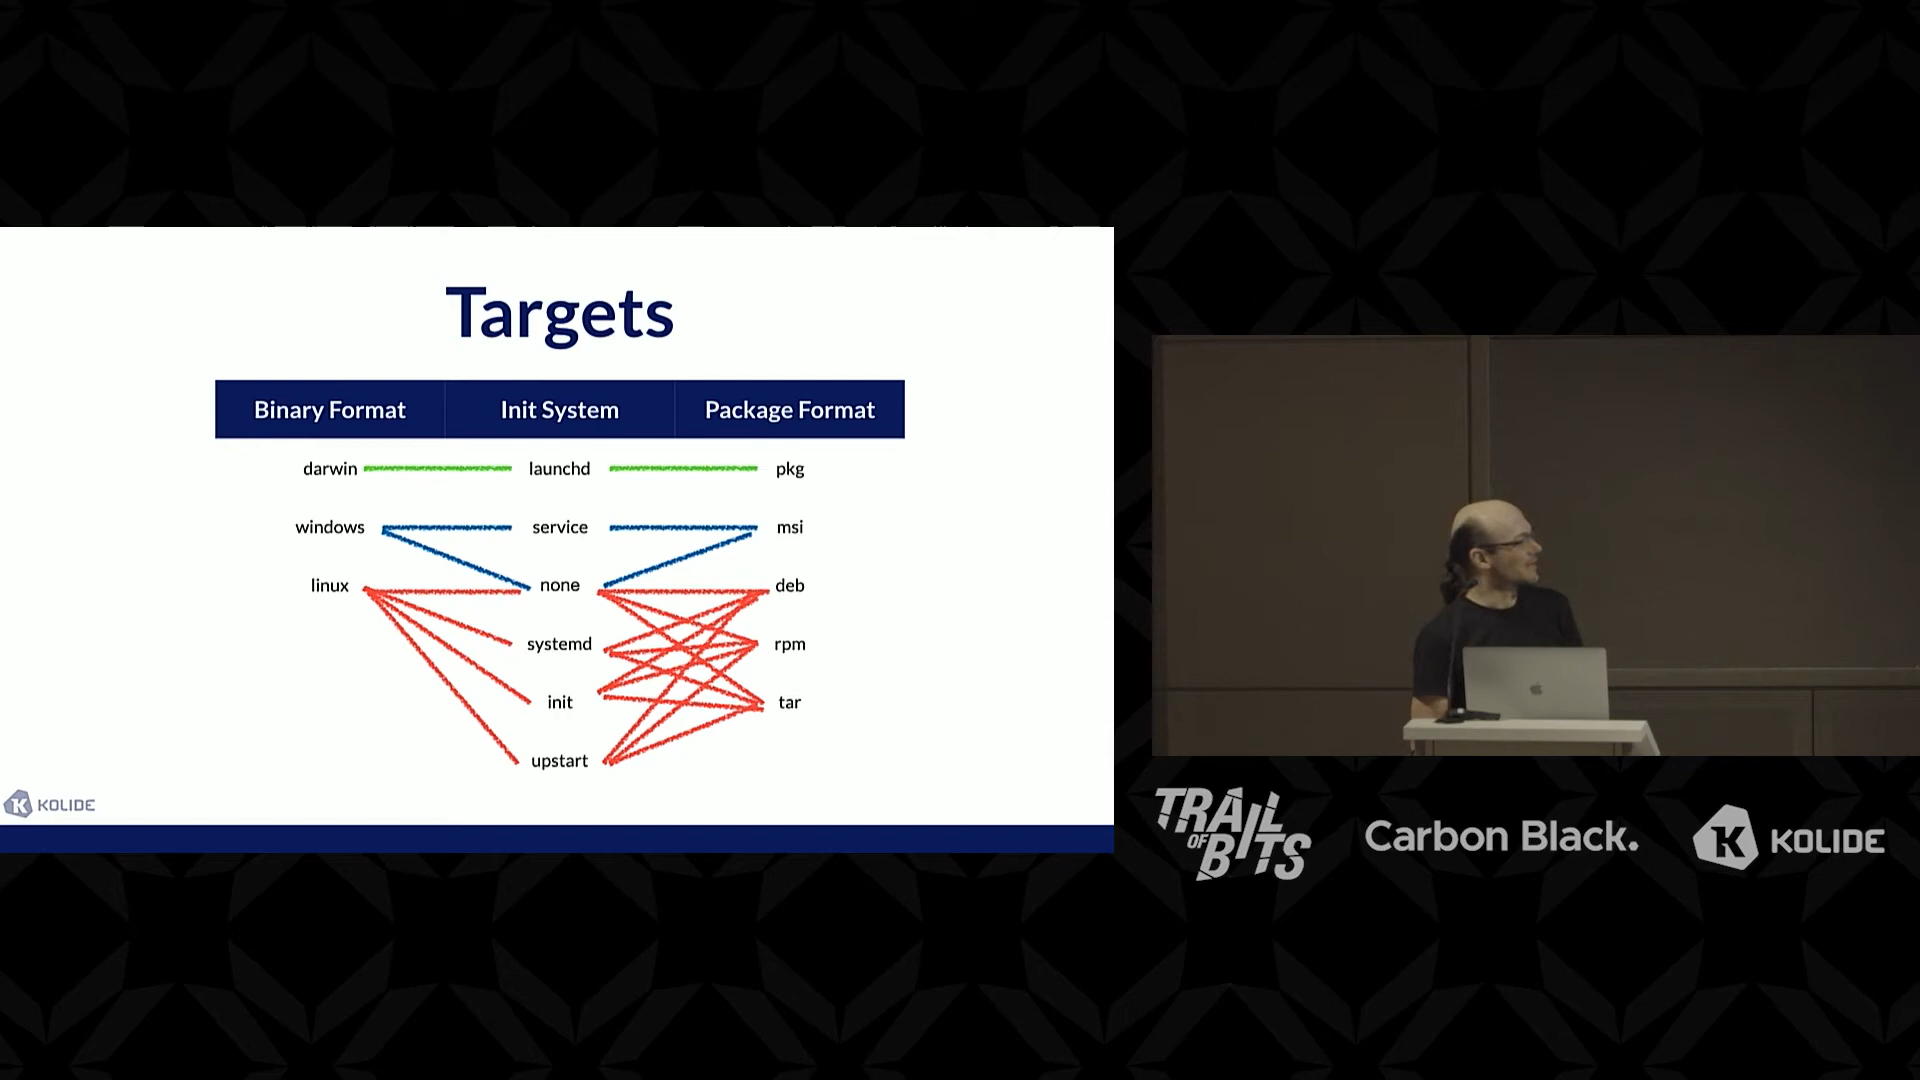 Targets
Binary Format Init System Package Format
darwin launchd pkg
windows service msi
linux none deb
systemd rpm
init tar
upstart
KOLIDE
TRAIL OF BITS
Carbon Black.
KOLIDE